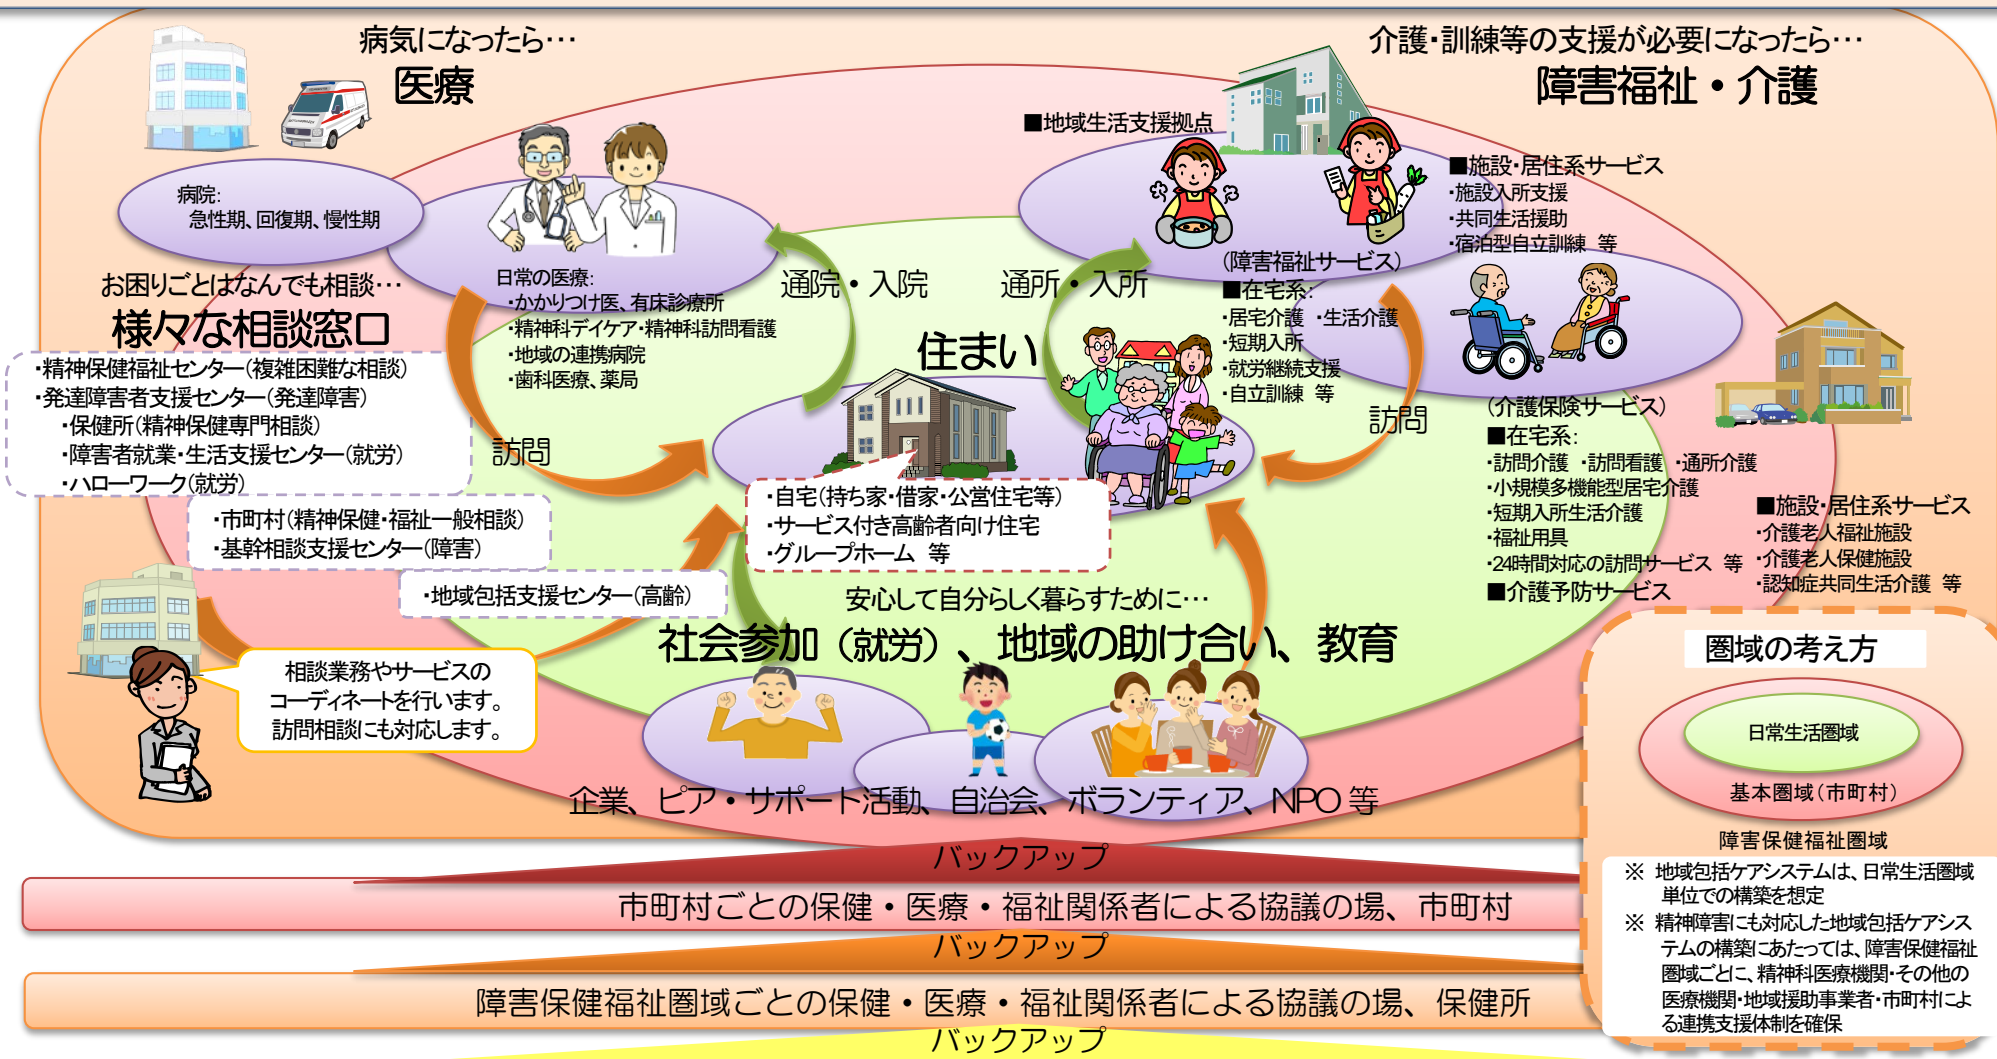 病気になったら…
医療
介護・訓練等の支援が必要になったら…
障害福祉・介護
病院：
急性期、回復期、慢性期
日常の医療：
・かかりつけ医、有床診療所
・精神科デイケア・精神科訪問看護
・地域の連携病院
・歯科医療、薬局
■地域生活支援拠点
■施設・居住系サービス
・施設入所支援
・共同生活援助
・宿泊型自立訓練　等
（障害福祉サービス）
■在宅系：
・居宅介護　・生活介護
・短期入所
・就労継続支援
・自立訓練　等
通院・入院
通所・入所
訪問
訪問
お困りごとはなんでも相談…
様々な相談窓口
・精神保健福祉センター（複雑困難な相談）
・発達障害者支援センター（発達障害）
・保健所（精神保健専門相談）
・障害者就業・生活支援センター（就労）
・ハローワーク（就労）
・市町村（精神保健・福祉一般相談）
・基幹相談支援センター（障害）
・地域包括支援センター（高齢）
住まい
・自宅（持ち家・借家・公営住宅等）
・サービス付き高齢者向け住宅
・グループホーム　等
（介護保険サービス）
■在宅系：
・訪問介護　・訪問看護　・通所介護
・小規模多機能型居宅介護
・短期入所生活介護
・福祉用具
・24時間対応の訪問サービス　等
■介護予防サービス
■施設・居住系サービス
・介護老人福祉施設
・介護老人保健施設
・認知症共同生活介護　等
相談業務やサービスの
コーディネートを行います。
訪問相談にも対応します。
安心して自分らしく暮らすために…
社会参加（就労）、地域の助け合い、教育
企業、ピア・サポート活動、自治会、ボランティア、NPO 等
圏域の考え方
日常生活圏域
基本圏域（市町村）
障害保健福祉圏域
※　地域包括ケアシステムは、日常生活圏域
単位での構築を想定
※　精神障害にも対応した地域包括ケアシス
テムの構築にあたっては、障害保健福祉
圏域ごとに、精神科医療機関・その他の
医療機関・地域援助事業者・市町村によ
る連携支援体制を確保
バックアップ
市町村ごとの保健・医療・福祉関係者による協議の場、市町村
バックアップ
障害保健福祉圏域ごとの保健・医療・福祉関係者による協議の場、保健所
バックアップ